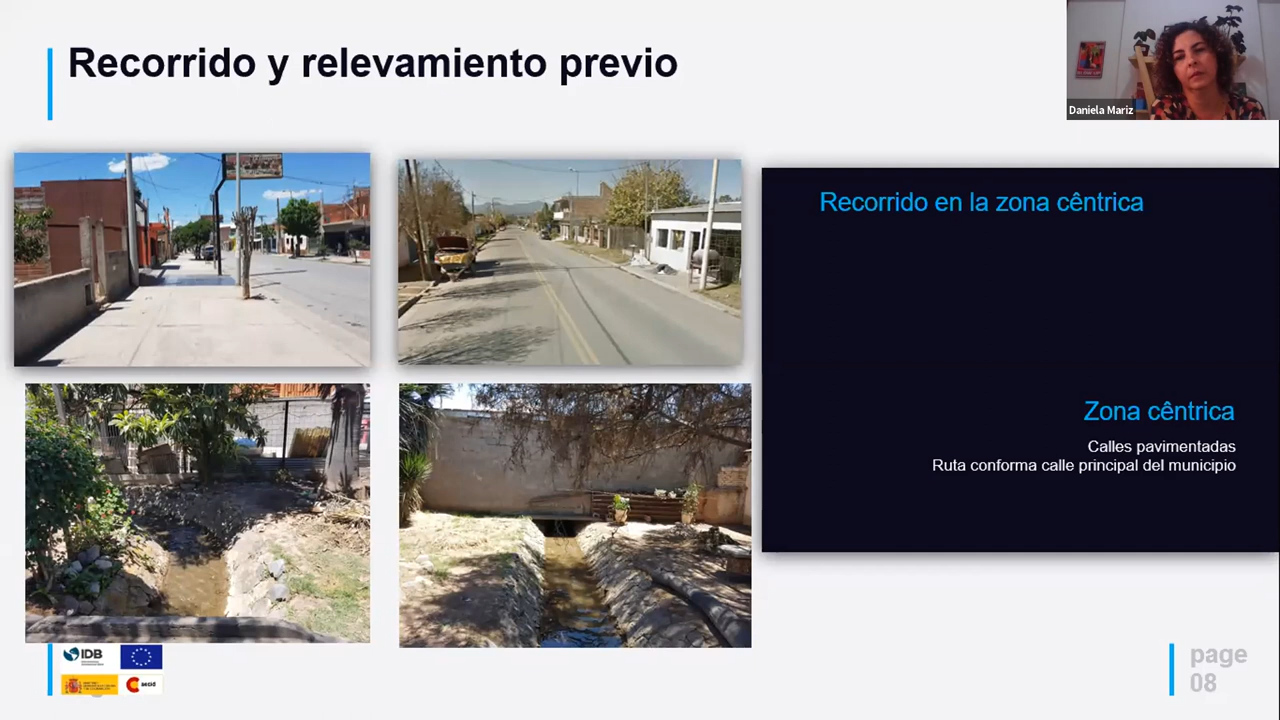 Recorrido y relevamiento previo
Daniela Mariz
Recorrido en la zona cêntrica
Zona cêntrica
Calles pavimentadas
Ruta conforma calle principal del municipio
IDB
aecid
page
08